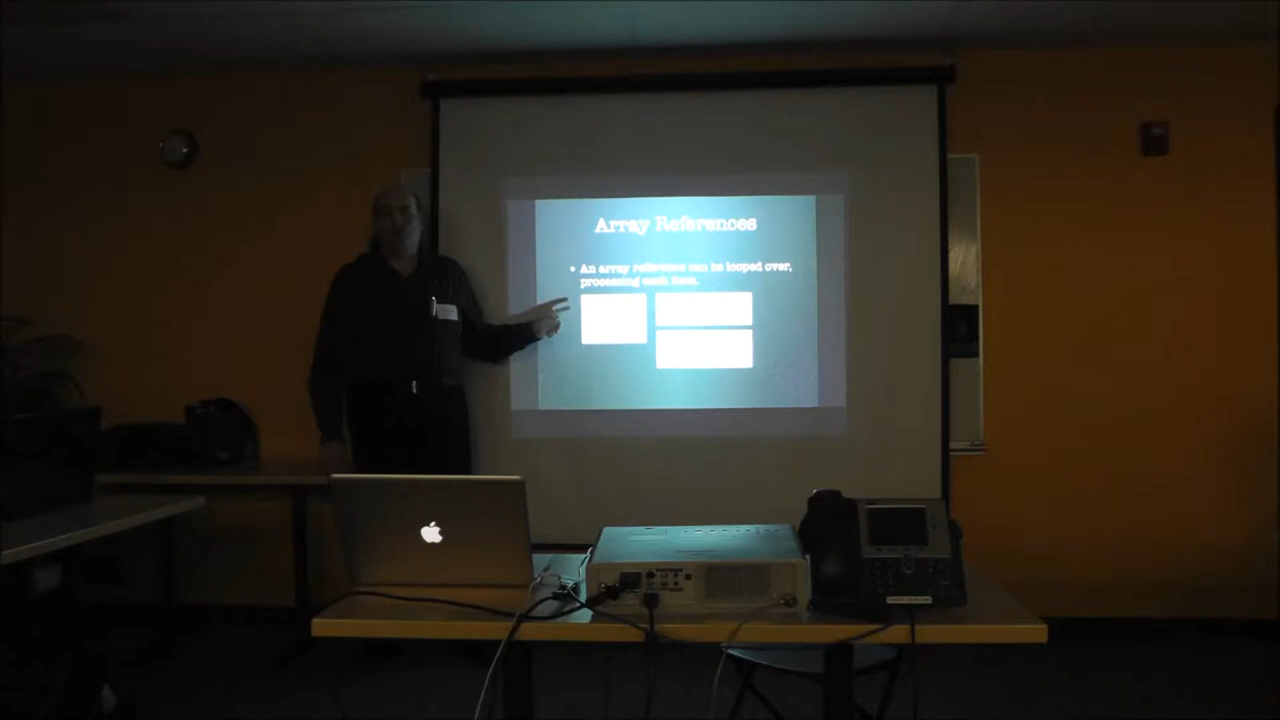 Array References
• An array reference can be looped over,
processing each item.